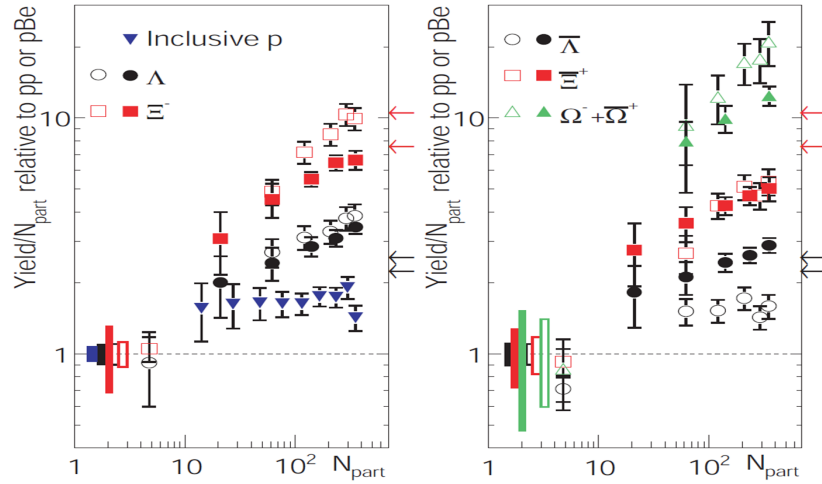 Yield/N_part relative to pp or pBe
Inclusive p
Λ
Ξ⁻
10
1
1
10
10²
N_part
Yield/N_part relative to pp or pBe
Λ̅
Ξ̅⁺
Ω⁻+Ω̅⁺
10
1
1
10
10²
N_part